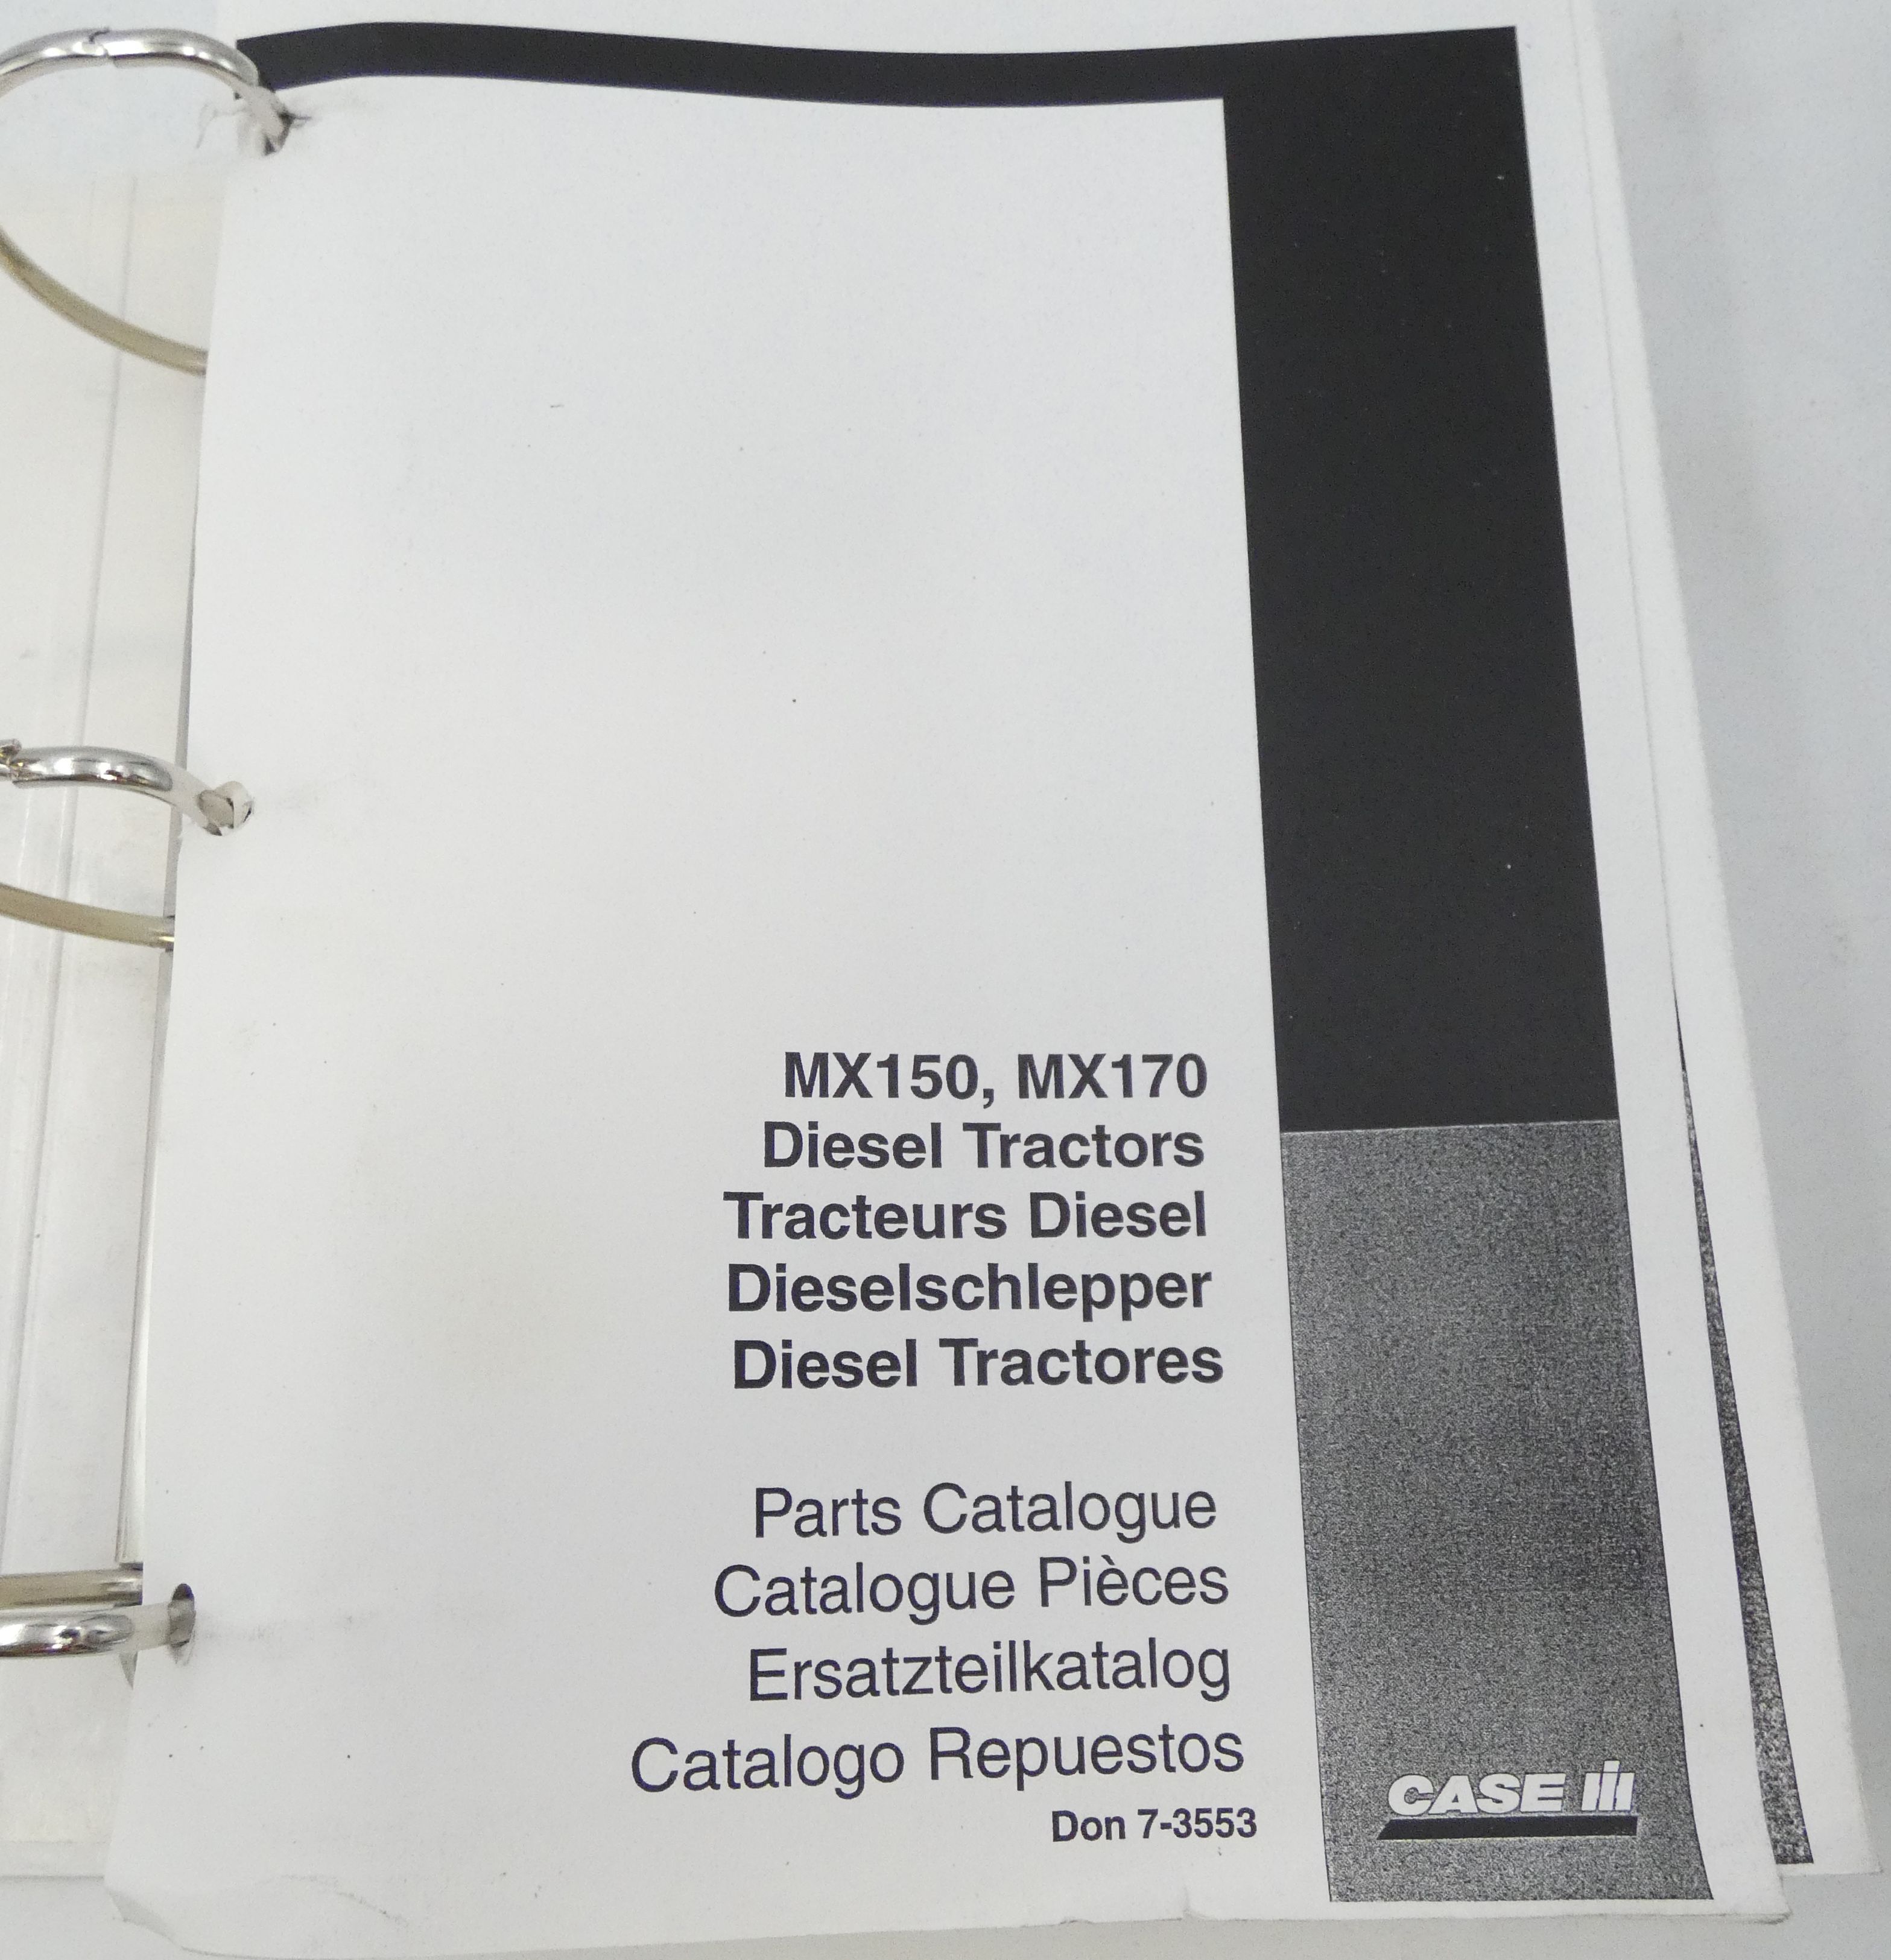 MX150, MX170
Diesel Tractors
Tracteurs Diesel
Dieselschlepper
Diesel Tractores
Parts Catalogue
Catalogue Pièces
Ersatzteilkatalog
Catalogo Repuestos
Don 7-3553
CASE IH